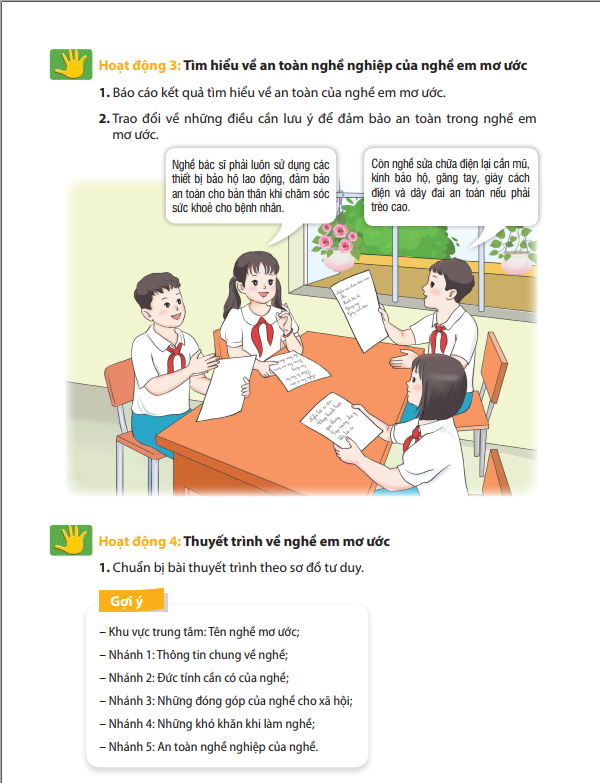 Hoạt động 3: Tìm hiểu về an toàn nghề nghiệp của nghề em mơ ước
1. Báo cáo kết quả tìm hiểu về an toàn của nghề em mơ ước.
2. Trao đổi về những điều cần lưu ý để đảm bảo an toàn trong nghề em
mơ ước.
Nghề bác sĩ phải luôn sử dụng các
thiết bị bảo hộ lao động, đảm bảo
an toàn cho bản thân khi chăm sóc
sức khoẻ cho bệnh nhân.
Còn nghề sửa chữa điện lại cần mũ,
kính bảo hộ, găng tay, giày cách
điện và dây đai an toàn nếu phải
trèo cao.
Hoạt động 4: Thuyết trình về nghề em mơ ước
1. Chuẩn bị bài thuyết trình theo sơ đồ tư duy.
Gợi ý
– Khu vực trung tâm: Tên nghề mơ ước;
– Nhánh 1: Thông tin chung về nghề;
– Nhánh 2: Đức tính cần có của nghề;
– Nhánh 3: Những đóng góp của nghề cho xã hội;
– Nhánh 4: Những khó khăn khi làm nghề;
– Nhánh 5: An toàn nghề nghiệp của nghề.